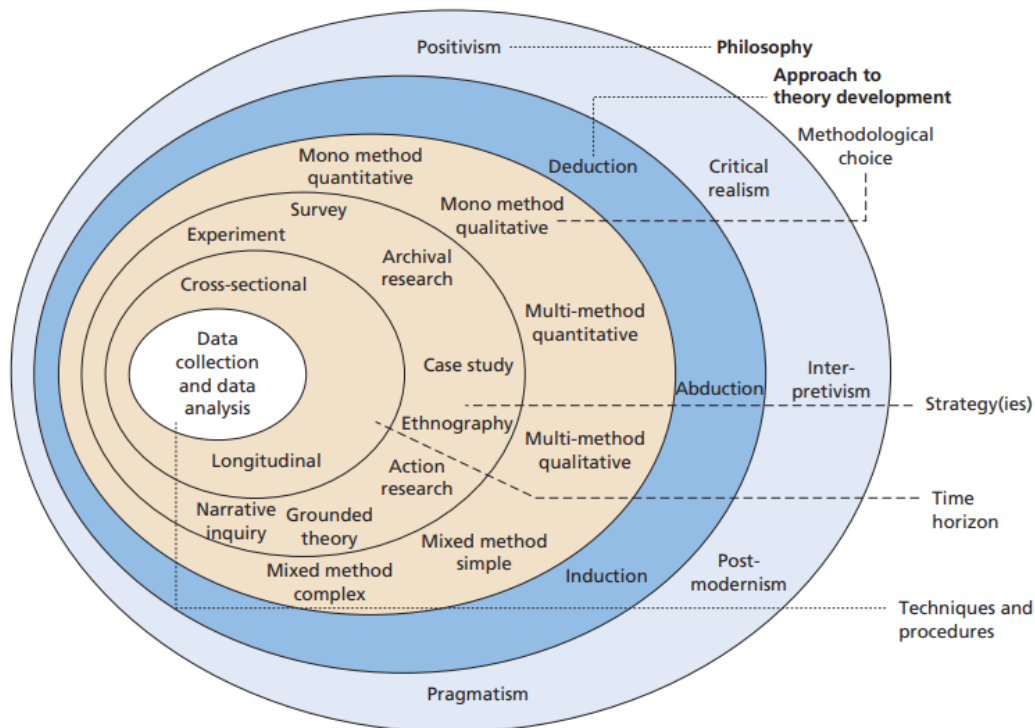 Positivism
Philosophy
Approach to
theory development
Methodological
choice
Deduction
Critical
realism
Mono method
quantitative
Mono method
qualitative
Survey
Experiment
Archival
research
Cross-sectional
Multi-method
quantitative
Data
collection
and data
analysis
Case study
Abduction
Inter-
pretivism
Strategy(ies)
Ethnography
Multi-method
qualitative
Longitudinal
Action
research
Time
horizon
Narrative
inquiry
Grounded
theory
Mixed method
simple
Mixed method
complex
Induction
Post-
modernism
Techniques and
procedures
Pragmatism